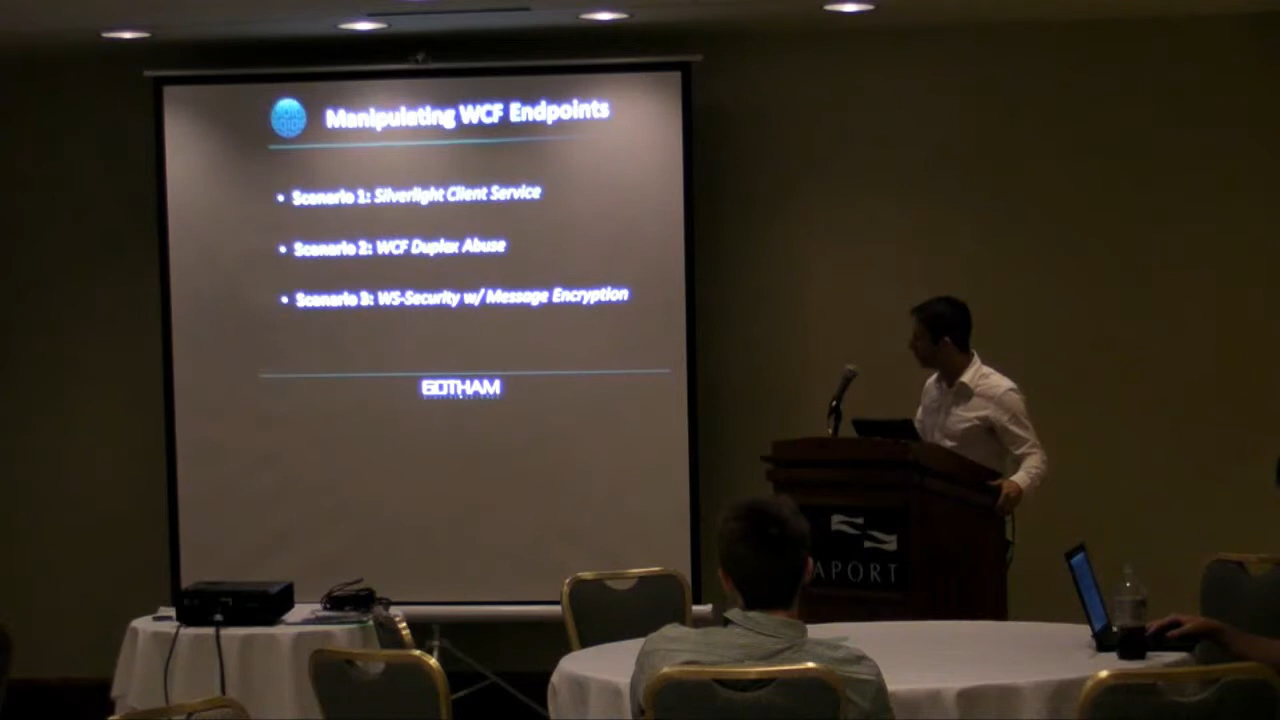 Manipulating WCF Endpoints
• Scenario 1: Silverlight Client Service
• Scenario 2: WCF Duplex Abuse
• Scenario 3: WS-Security w/ Message Encryption
GOTHAM
APORT